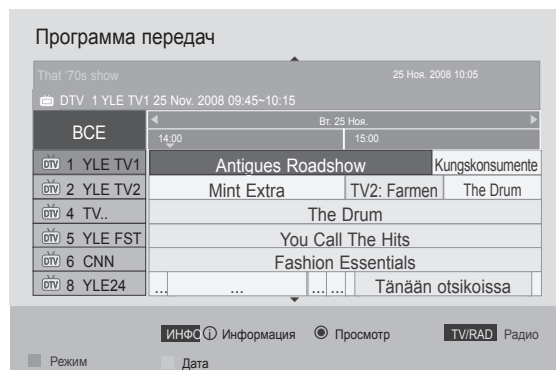 Программа передач
That '70s show 25 Ноя. 2008 10:05
DTV 1 YLE TV1 25 Nov. 2008 09:45~10:15
ВСЕ
Вт. 25 Ноя.
14:00 15:00
DTV 1 YLE TV1 Antigues Roadshow Kungskonsumente
DTV 2 YLE TV2 Mint Extra TV2: Farmen The Drum
DTV 4 TV.. The Drum
DTV 5 YLE FST You Call The Hits
DTV 6 CNN Fashion Essentials
DTV 8 YLE24 ... ... ... ... Tänään otsikoissa
ИНФО Информация Просмотр TV/RAD Радио
Режим Дата